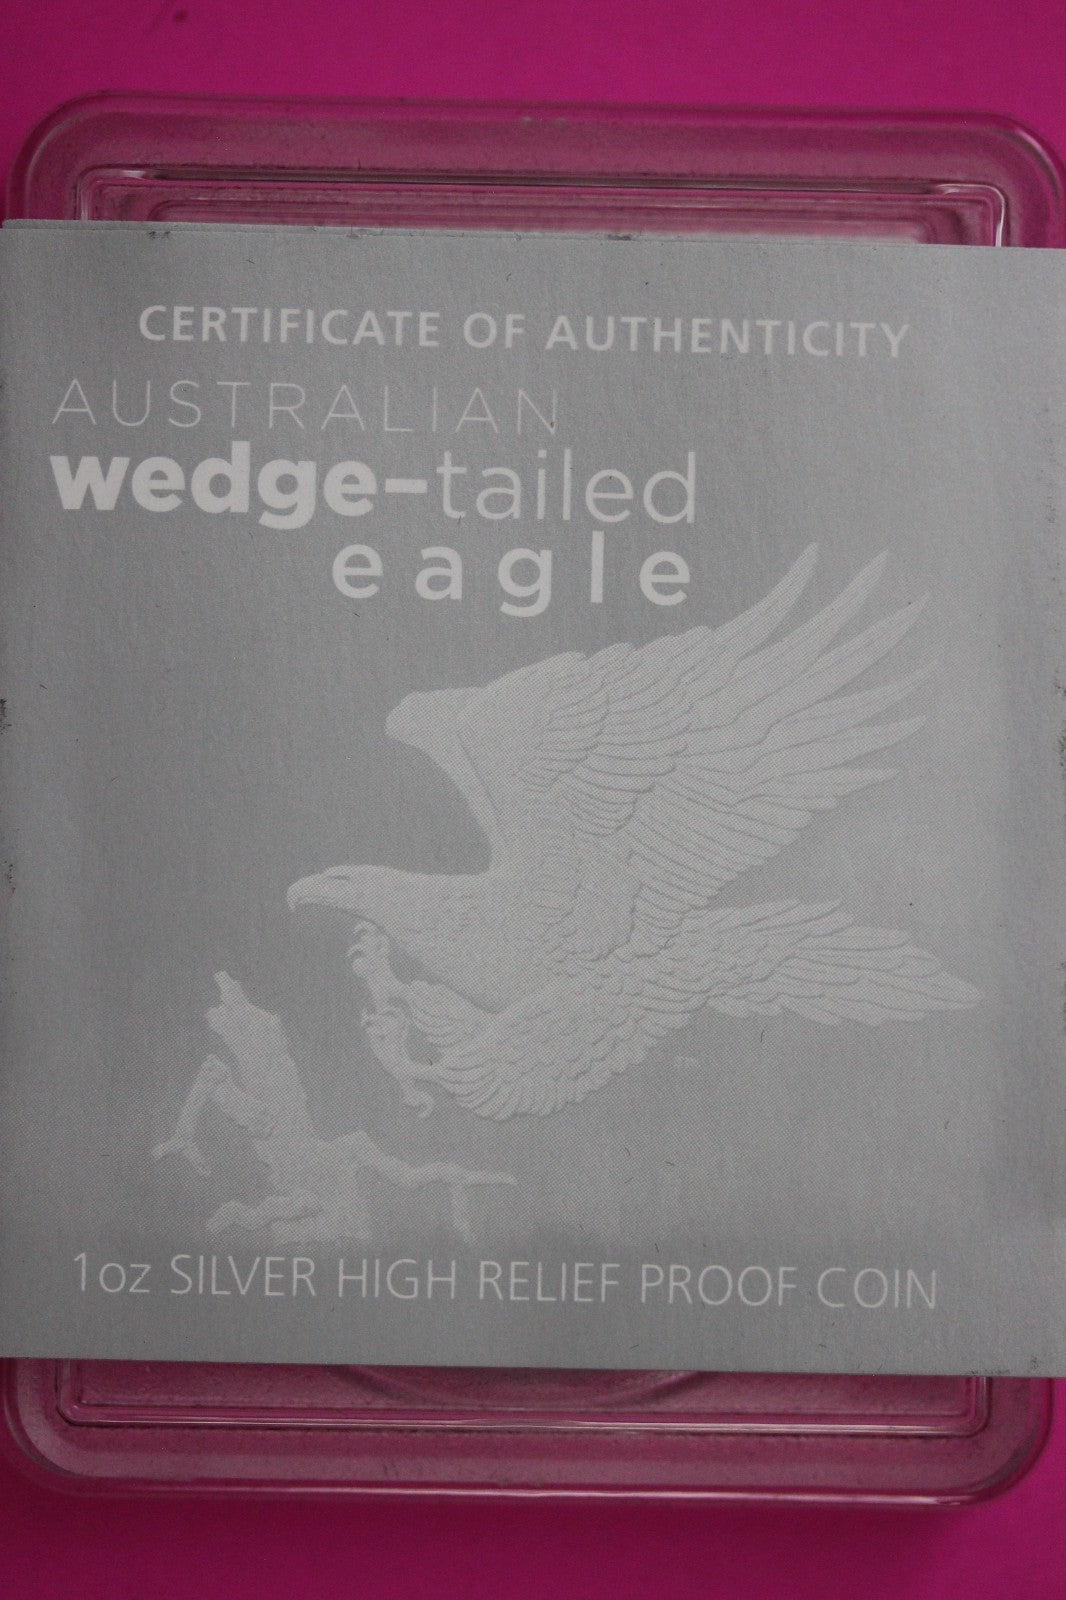 CERTIFICATE OF AUTHENTICITY
AUSTRALIAN
wedge-tailed
eagle
1oz SILVER HIGH RELIEF PROOF COIN